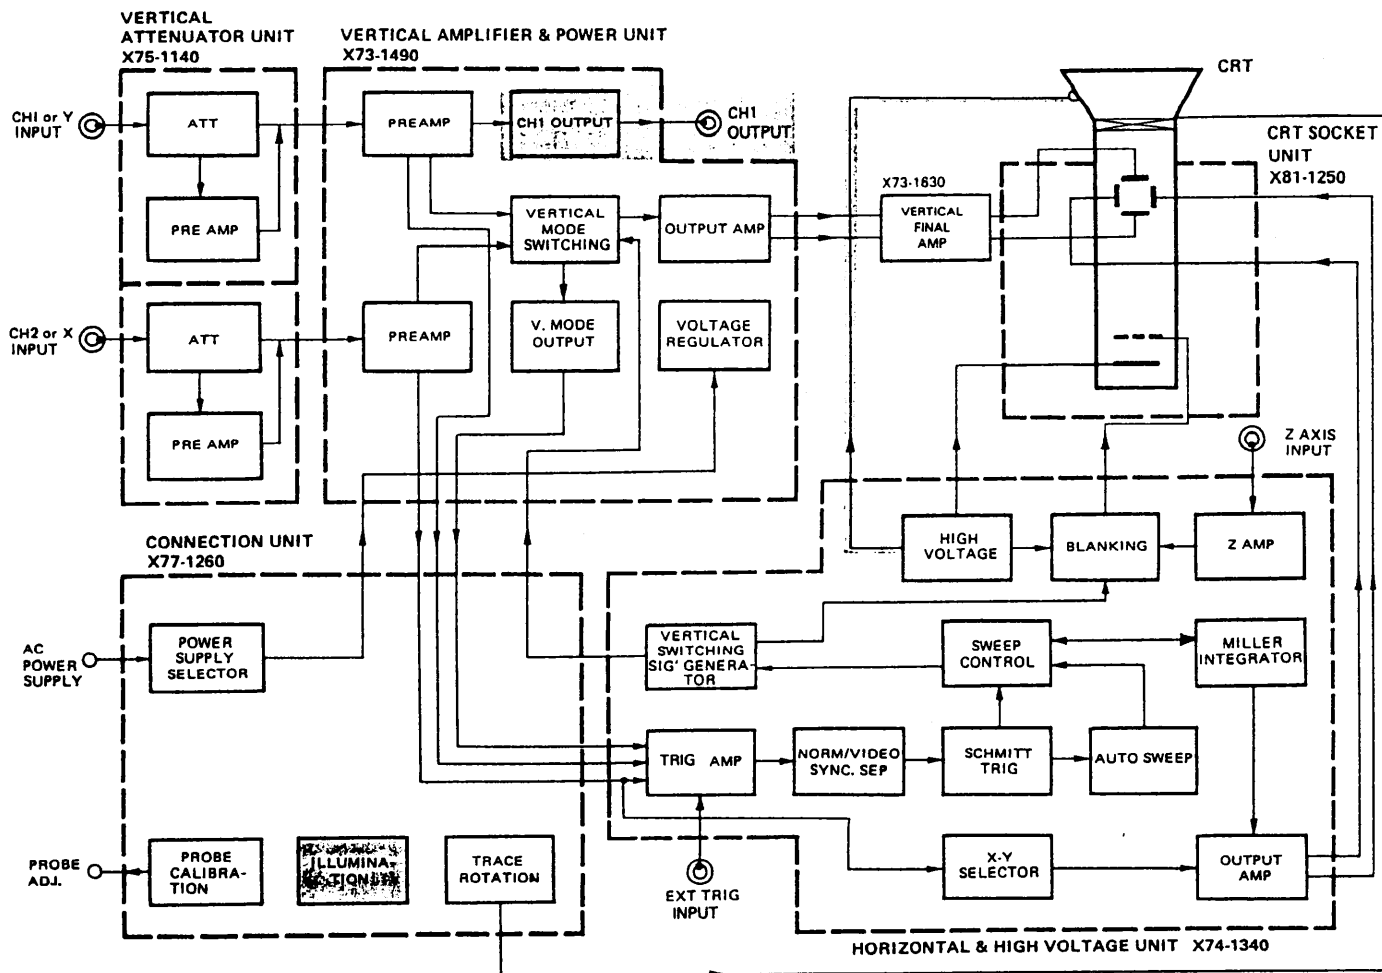 VERTICAL
ATTENUATOR UNIT
X75-1140
VERTICAL AMPLIFIER & POWER UNIT
X73-1490
CRT
CH1 or Y
INPUT
ATT
PREAMP
CH1 OUTPUT
CH1
OUTPUT
CRT SOCKET
UNIT
X81-1250
PRE AMP
VERTICAL
MODE
SWITCHING
OUTPUT AMP
X73-1630
VERTICAL
FINAL
AMP
CH2 or X
INPUT
ATT
PREAMP
V. MODE
OUTPUT
VOLTAGE
REGULATOR
PRE AMP
Z AXIS
INPUT
CONNECTION UNIT
X77-1260
HIGH
VOLTAGE
BLANKING
Z AMP
AC
POWER
SUPPLY
POWER
SUPPLY
SELECTOR
VERTICAL
SWITCHING
SIG' GENERA-
TOR
SWEEP
CONTROL
MILLER
INTEGRATOR
TRIG AMP
NORM/VIDEO
SYNC. SEP
SCHMITT
TRIG
AUTO SWEEP
PROBE
ADJ.
PROBE
CALIBRA-
TION
ILLUMINA-
TION
TRACE
ROTATION
EXT TRIG
INPUT
X-Y
SELECTOR
OUTPUT
AMP
HORIZONTAL & HIGH VOLTAGE UNIT X74-1340